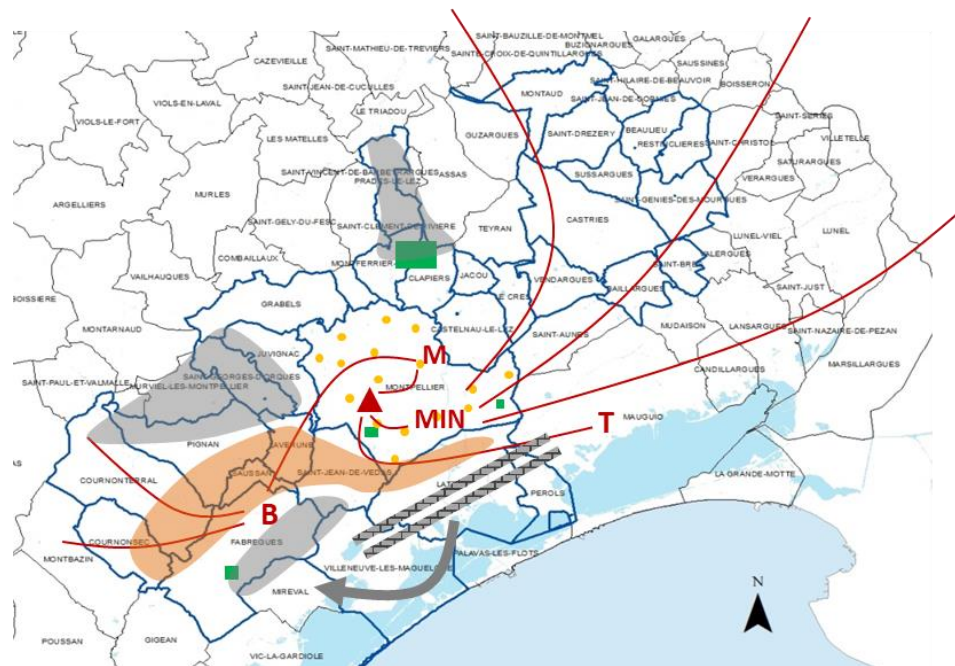 SAINT-BAUZILLE-DE-MONTMEL
GALARGUES
SAINT-MATHIEU-DE-TREVIERS
SAINTE-CROIX-DE-QUINTILLARGUES
BUZIGNARGUES
CAZEVIEILLE
SAUSSINES
SAINT-HILAIRE-DE-BEAUVOIR
BOISSERON
SAINT-JEAN-DE-CUCULLES
MONTAUD
VIOLS-EN-LAVAL
LE TRIADOU
VIOLS-LE-FORT
SAINT-SERIES
GUZARGUES
SAINT-DREZERY
BEAULIEU
LES MATELLES
RESTINCLIERES
SAINT-CHRISTOL
VILLETELLE
SATURARGUES
SAINT-VINCENT-DE-BARBEYRARGUES
ASSAS
SUSSARGUES
VERARGUES
PRADES-LE-LEZ
MURLES
SAINT-GENIES-DES-MOURGUES
ARGELLIERS
SAINT-GELY-DU-FESC
CASTRIES
SAINT-CLEMENT-DE-RIVIERE
TEYRAN
LUNEL-VIEL
LUNEL
COMBAILLAUX
VALERGUES
MONTFERRIER
SAINT-BRES
VAILHAUQUES
CLAPIERS
JACOU
VENDARGUES
BAILLARGUES
SAINT-JUST
BOISSIERE
GRABELS
LE CRES
MONTARNAUD
CASTELNAU-LE-LEZ
SAINT-AUNES
MUDAISON
LANSARGUES
SAINT-NAZAIRE-DE-PEZAN
JUVIGNAC
M
MARSILLARGUES
CANDILLARGUES
SAINT-PAUL-ET-VALMALLE
SAINT-GEORGES-D'ORQUES
MURVIEL-LES-MONTPELLIER
MONTPELLIER
MIN
T
MAUGUIO
PIGNAN
LAVERUNE
COURNONTERRAL
SAUSSAN
SAINT-JEAN-DE-VEDAS
LA GRANDE-MOTTE
PEROLS
B
COURNONSEC
FABREGUES
PALAVAS-LES-FLOTS
MONTBAZIN
VILLENEUVE-LES-MAGUELONE
N
MIREVAL
POUSSAN
GIGEAN
VIC-LA-GARDIOLE